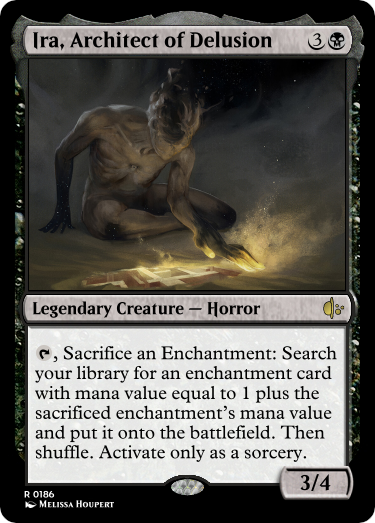 Ira, Architect of Delusion 3
Legendary Creature — Horror
, Sacrifice an Enchantment: Search
your library for an enchantment card
with mana value equal to 1 plus the
sacrificed enchantment's mana value
and put it onto the battlefield. Then
shuffle. Activate only as a sorcery.
3/4
R 0186
Melissa Houpert